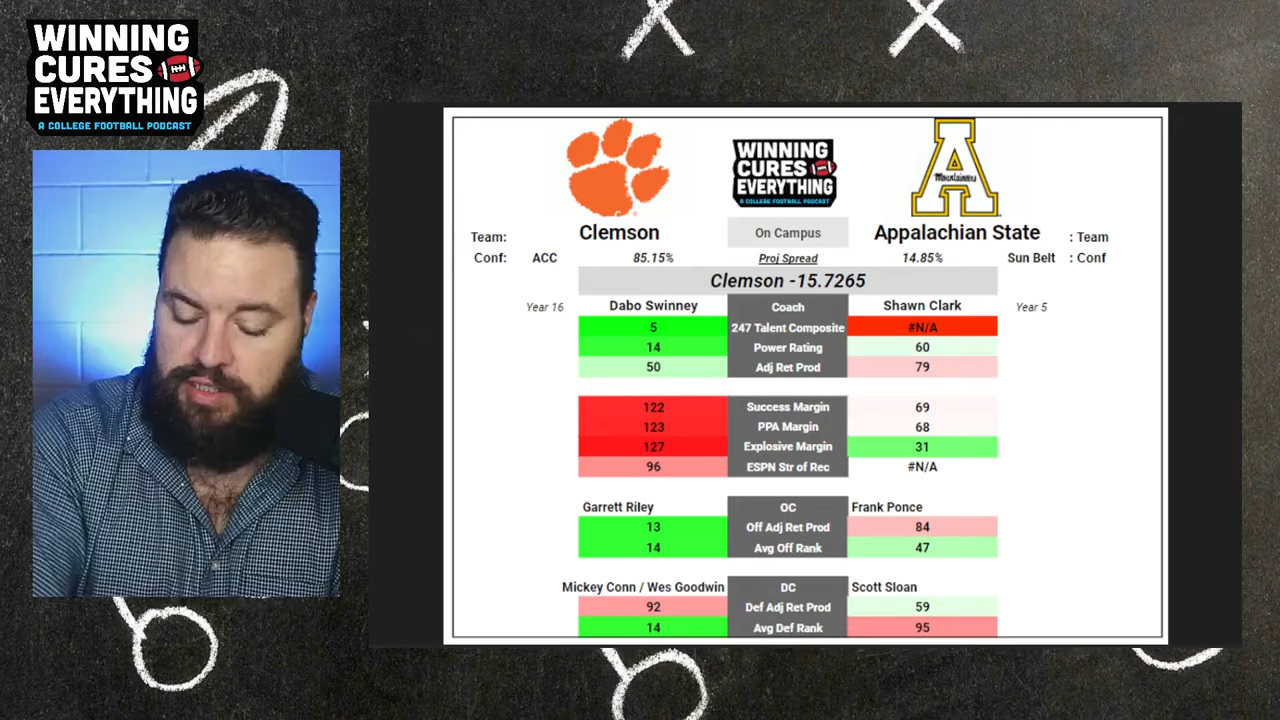 WINNING
CURES
EVERYTHING
A COLLEGE FOOTBALL PODCAST
WINNING
CURES
EVERYTHING
A COLLEGE FOOTBALL PODCAST
A
Mountaineers
Team: Clemson On Campus Appalachian State : Team
Conf: ACC 85.15% Proj Spread 14.85% Sun Belt : Conf
Clemson -15.7265
Year 16 Dabo Swinney Coach Shawn Clark Year 5
5 247 Talent Composite #N/A
14 Power Rating 60
50 Adj Ret Prod 79
122 Success Margin 69
123 PPA Margin 68
127 Explosive Margin 31
96 ESPN Str of Rec #N/A
Garrett Riley OC Frank Ponce
13 Off Adj Ret Prod 84
14 Avg Off Rank 47
Mickey Conn / Wes Goodwin DC Scott Sloan
92 Def Adj Ret Prod 59
14 Avg Def Rank 95